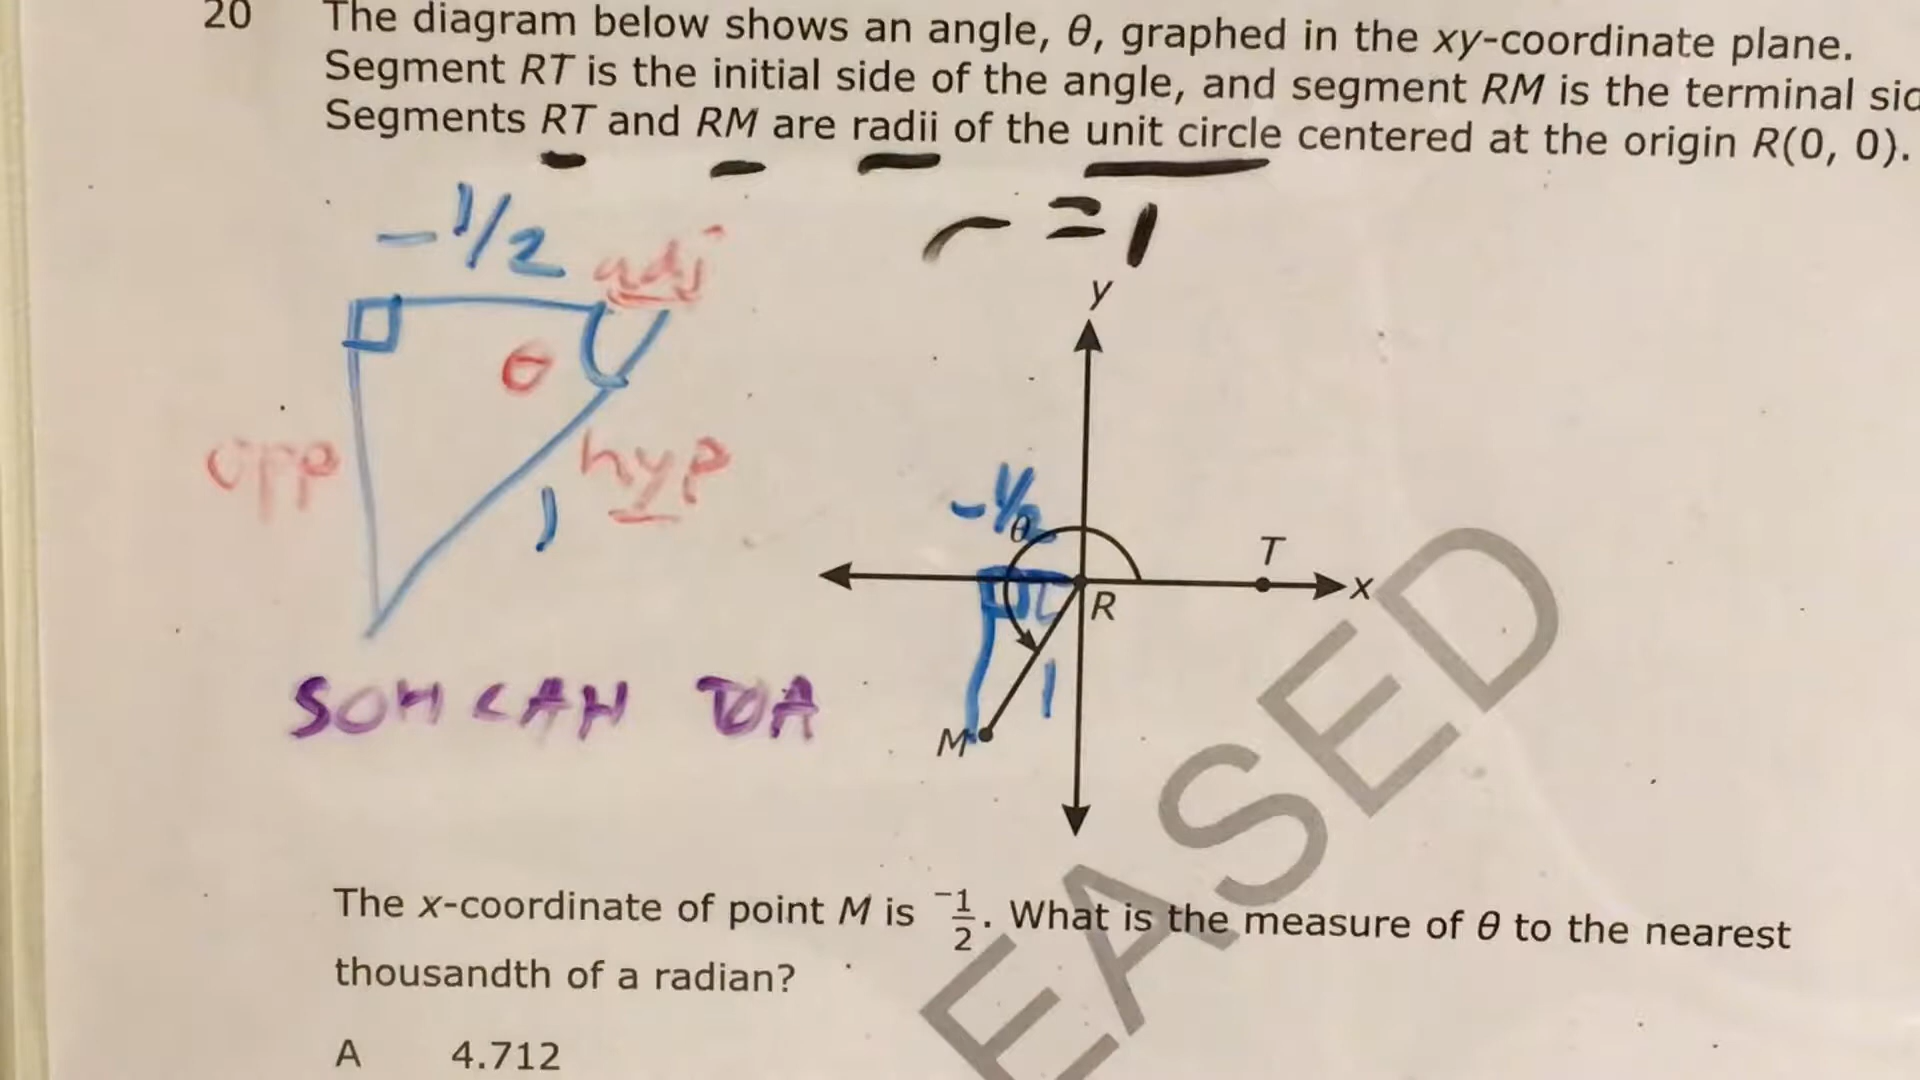 20 The diagram below shows an angle, θ, graphed in the xy-coordinate plane.
Segment RT is the initial side of the angle, and segment RM is the terminal
Segments RT and RM are radii of the unit circle centered at the origin R(0, 0).
r = 1
-1/2
adj
θ
opp
hyp
1
SOH CAH TOA
y
-1/2
θ
T
x
R
1
M
The x-coordinate of point M is -1/2. What is the measure of θ to the nearest
thousandth of a radian?
A 4.712
EASED